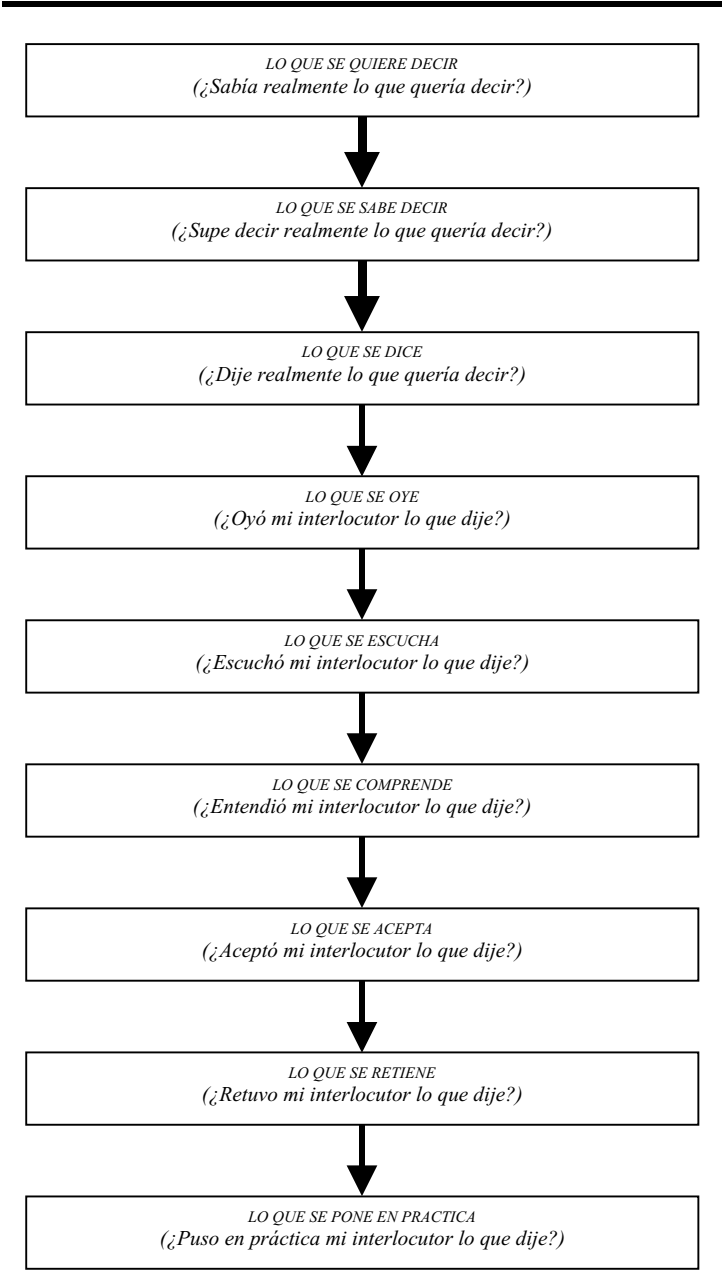 LO QUE SE QUIERE DECIR
(¿Sabía realmente lo que quería decir?)
LO QUE SE SABE DECIR
(¿Supe decir realmente lo que quería decir?)
LO QUE SE DICE
(¿Dije realmente lo que quería decir?)
LO QUE SE OYE
(¿Oyó mi interlocutor lo que dije?)
LO QUE SE ESCUCHA
(¿Escuchó mi interlocutor lo que dije?)
LO QUE SE COMPRENDE
(¿Entendió mi interlocutor lo que dije?)
LO QUE SE ACEPTA
(¿Aceptó mi interlocutor lo que dije?)
LO QUE SE RETIENE
(¿Retuvo mi interlocutor lo que dije?)
LO QUE SE PONE EN PRACTICA
(¿Puso en práctica mi interlocutor lo que dije?)